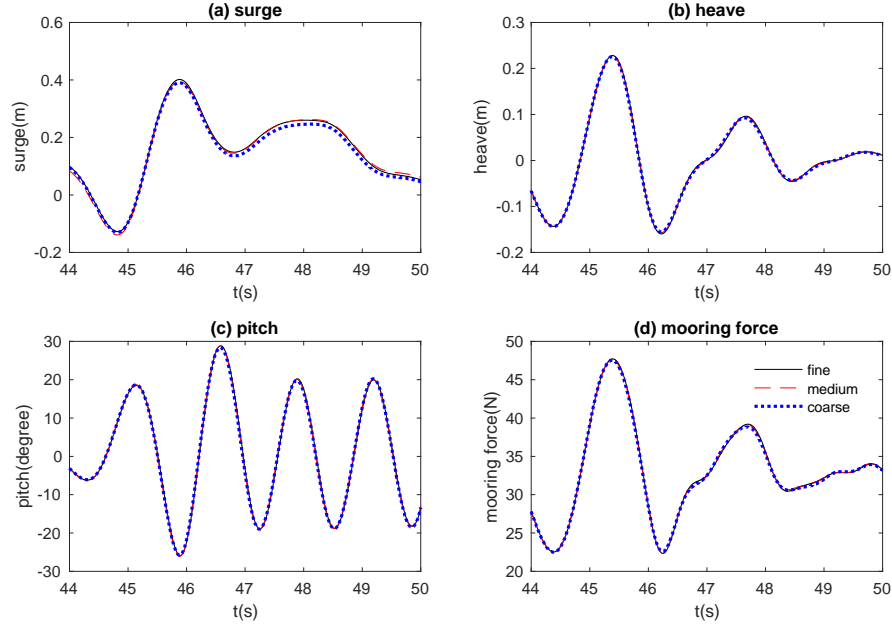 (a) surge
surge(m)
0.6
0.4
0.2
0
-0.2
44 45 46 47 48 49 50
t(s)
(b) heave
heave(m)
0.3
0.2
0.1
0
-0.1
-0.2
44 45 46 47 48 49 50
t(s)
(c) pitch
pitch(degree)
30
20
10
0
-10
-20
-30
44 45 46 47 48 49 50
t(s)
(d) mooring force
mooring force(N)
50
45
40
35
30
25
20
44 45 46 47 48 49 50
t(s)
fine
medium
coarse